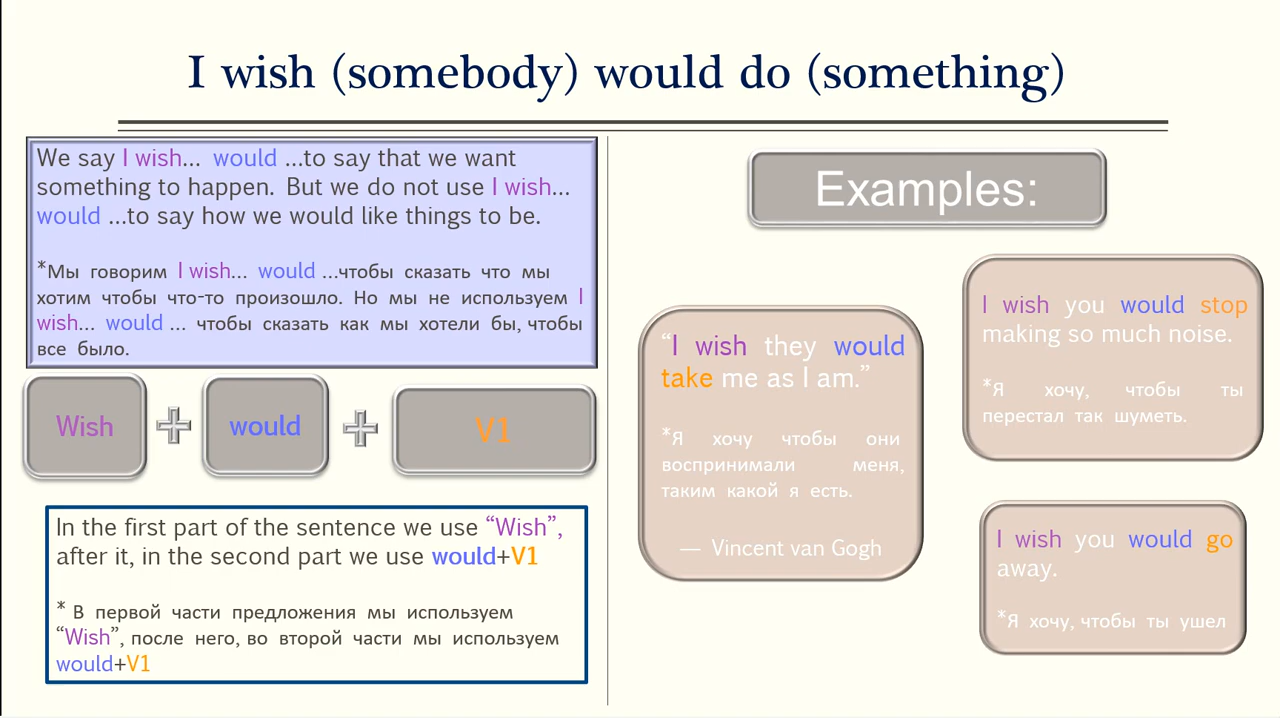 I wish (somebody) would do (something)
We say I wish... would ...to say that we want
something to happen. But we do not use I wish...
would ...to say how we would like things to be.
*Мы говорим I wish... would ...чтобы сказать что мы
хотим чтобы что-то произошло. Но мы не используем I
wish... would ... чтобы сказать как мы хотели бы, чтобы
все было.
Wish + would + V1
In the first part of the sentence we use “Wish”,
after it, in the second part we use would+V1
* В первой части предложения мы используем
“Wish”, после него, во второй части мы используем
would+V1
Examples:
“I wish they would
take me as I am.”
*Я хочу чтобы они
воспринимали меня,
таким какой я есть.
— Vincent van Gogh
I wish you would stop
making so much noise.
*Я хочу, чтобы ты
перестал так шуметь.
I wish you would go
away.
*Я хочу, чтобы ты ушел